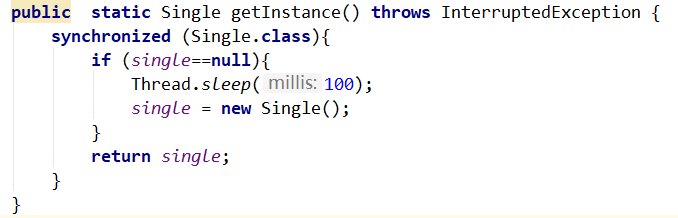 public  static Single getInstance() throws InterruptedException {
    synchronized (Single.class){
        if (single==null){
            Thread.sleep( millis: 100);
            single = new Single();
        }
        return single;
    }
}